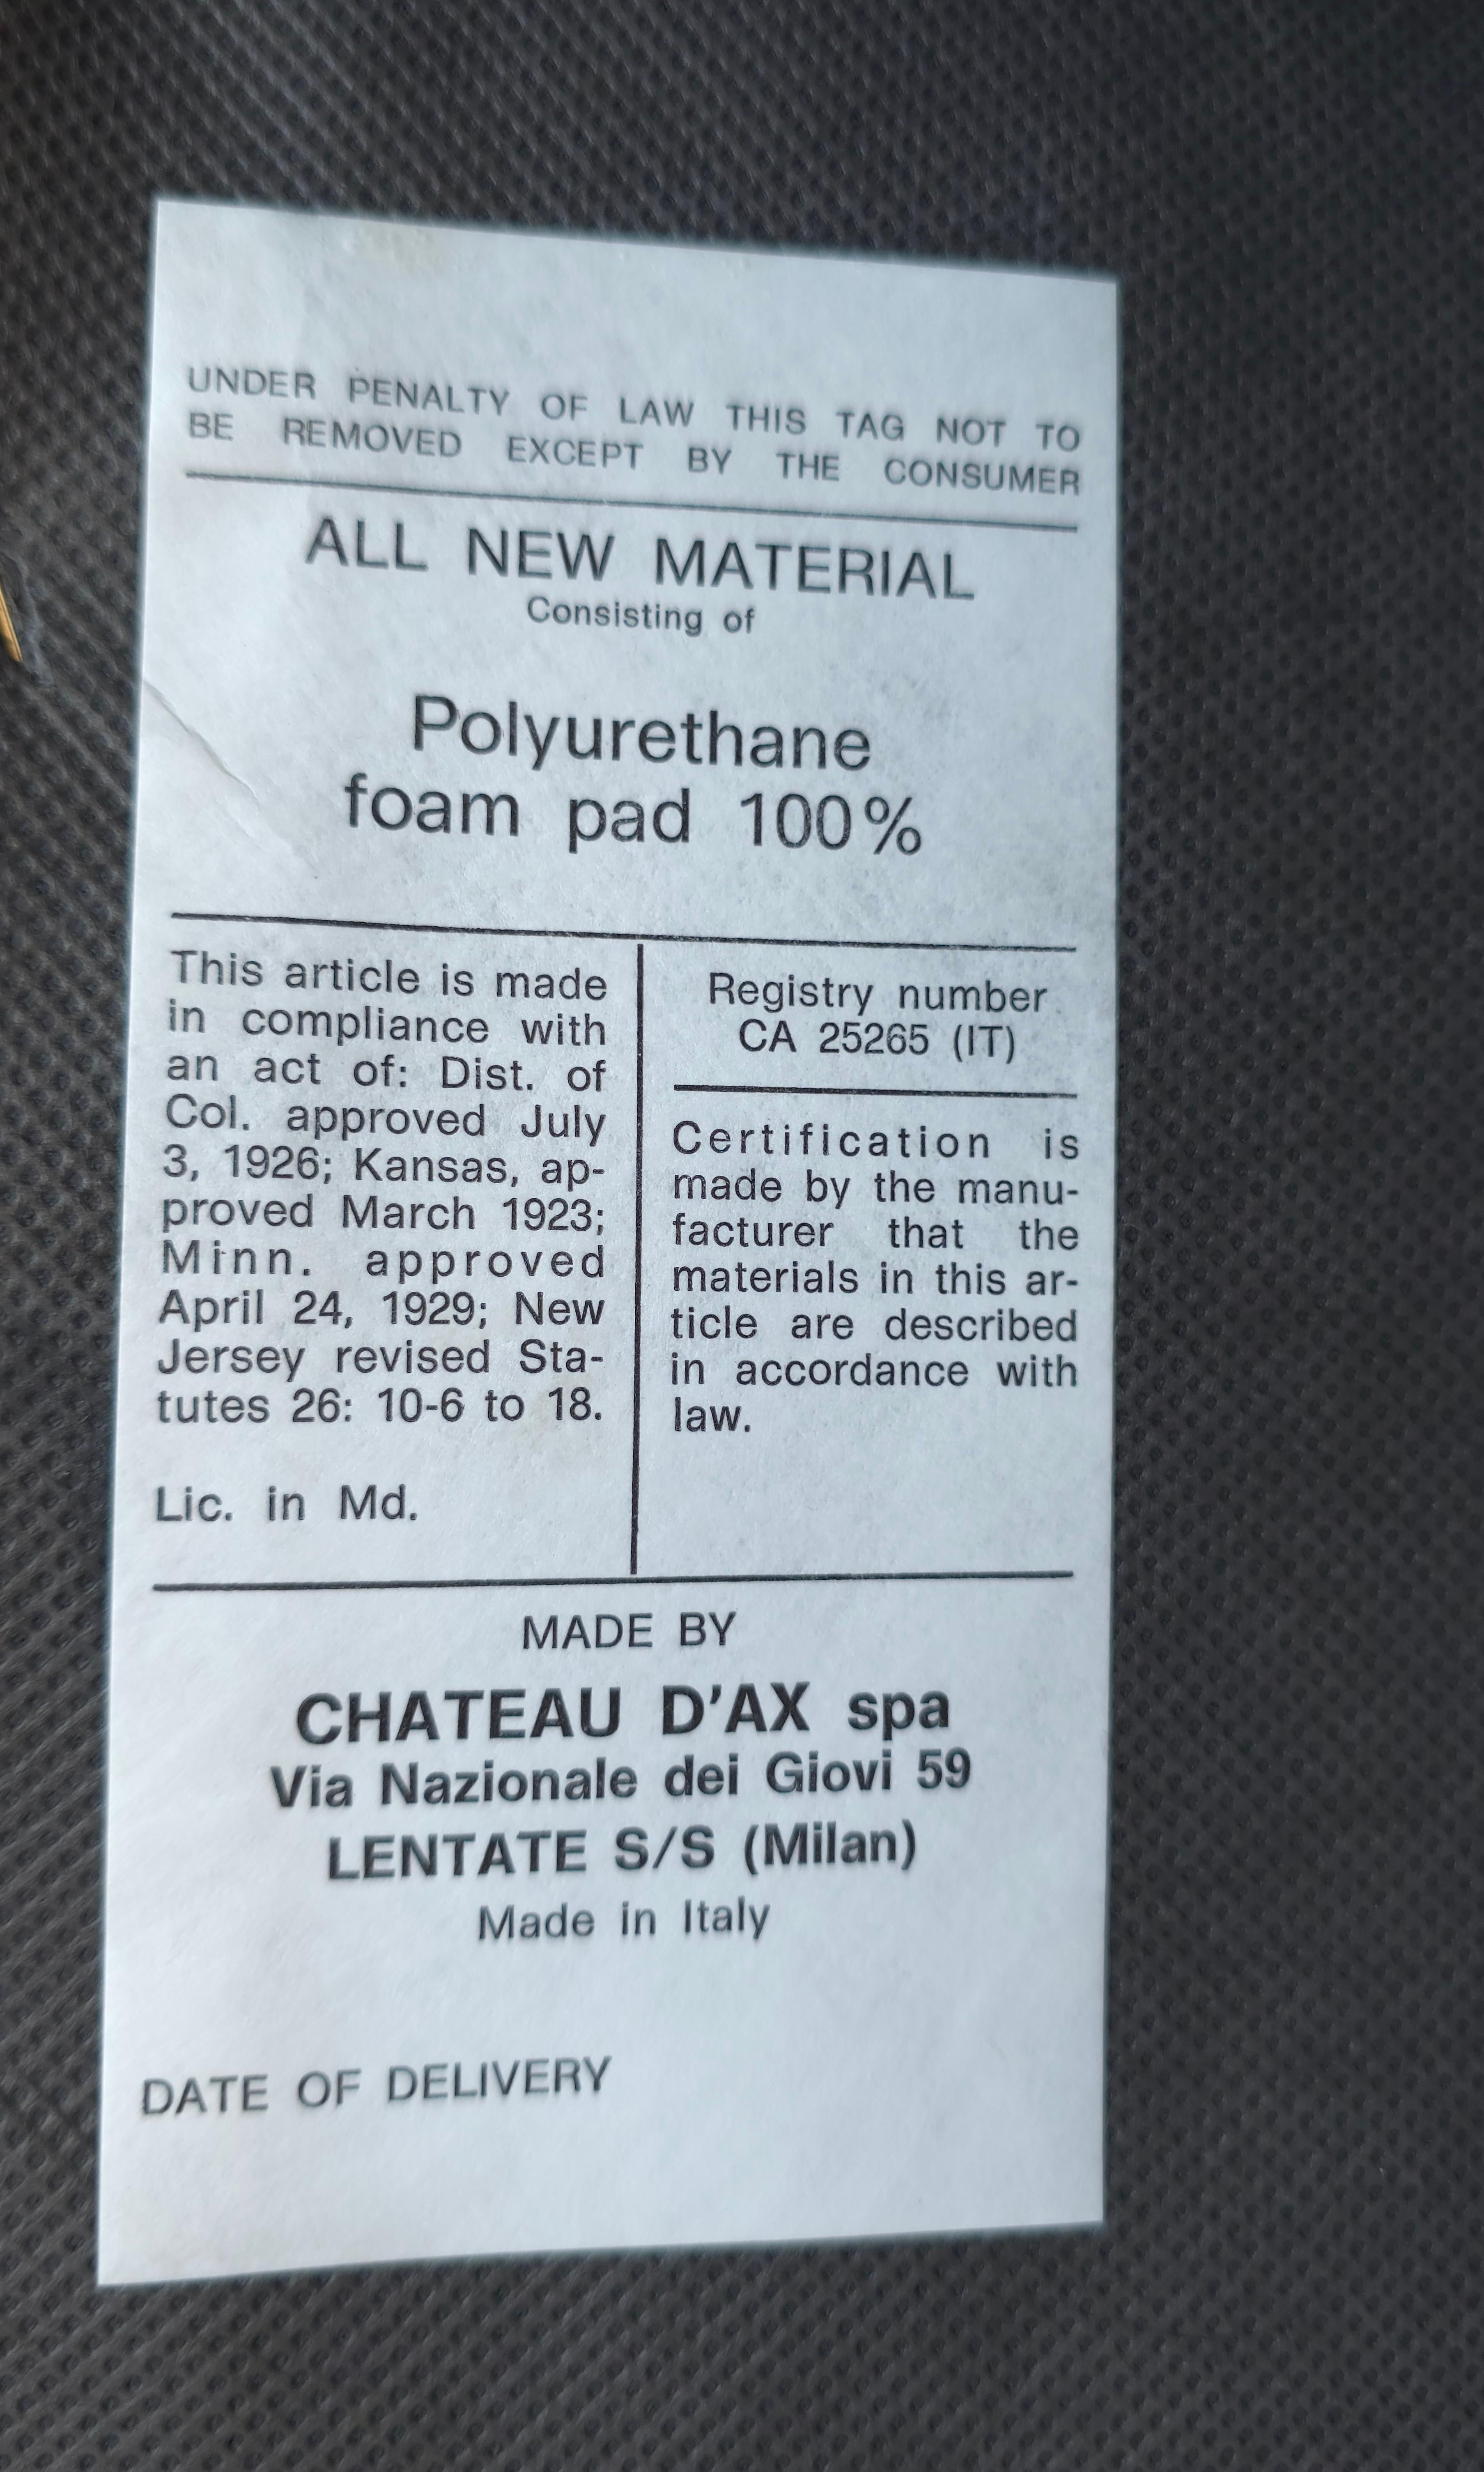 UNDER PENALTY OF LAW THIS TAG NOT TO
BE REMOVED EXCEPT BY THE CONSUMER
ALL NEW MATERIAL
Consisting of
Polyurethane
foam pad 100%
This article is made
in compliance with
an act of: Dist. of
Col. approved July
3, 1926; Kansas, ap-
proved March 1923;
Minn. approved
April 24, 1929; New
Jersey revised Sta-
tutes 26: 10-6 to 18.
Lic. in Md.
Registry number
CA 25265 (IT)
Certification is
made by the manu-
facturer that the
materials in this ar-
ticle are described
in accordance with
law.
MADE BY
CHATEAU D'AX spa
Via Nazionale dei Giovi 59
LENTATE S/S (Milan)
Made in Italy
DATE OF DELIVERY